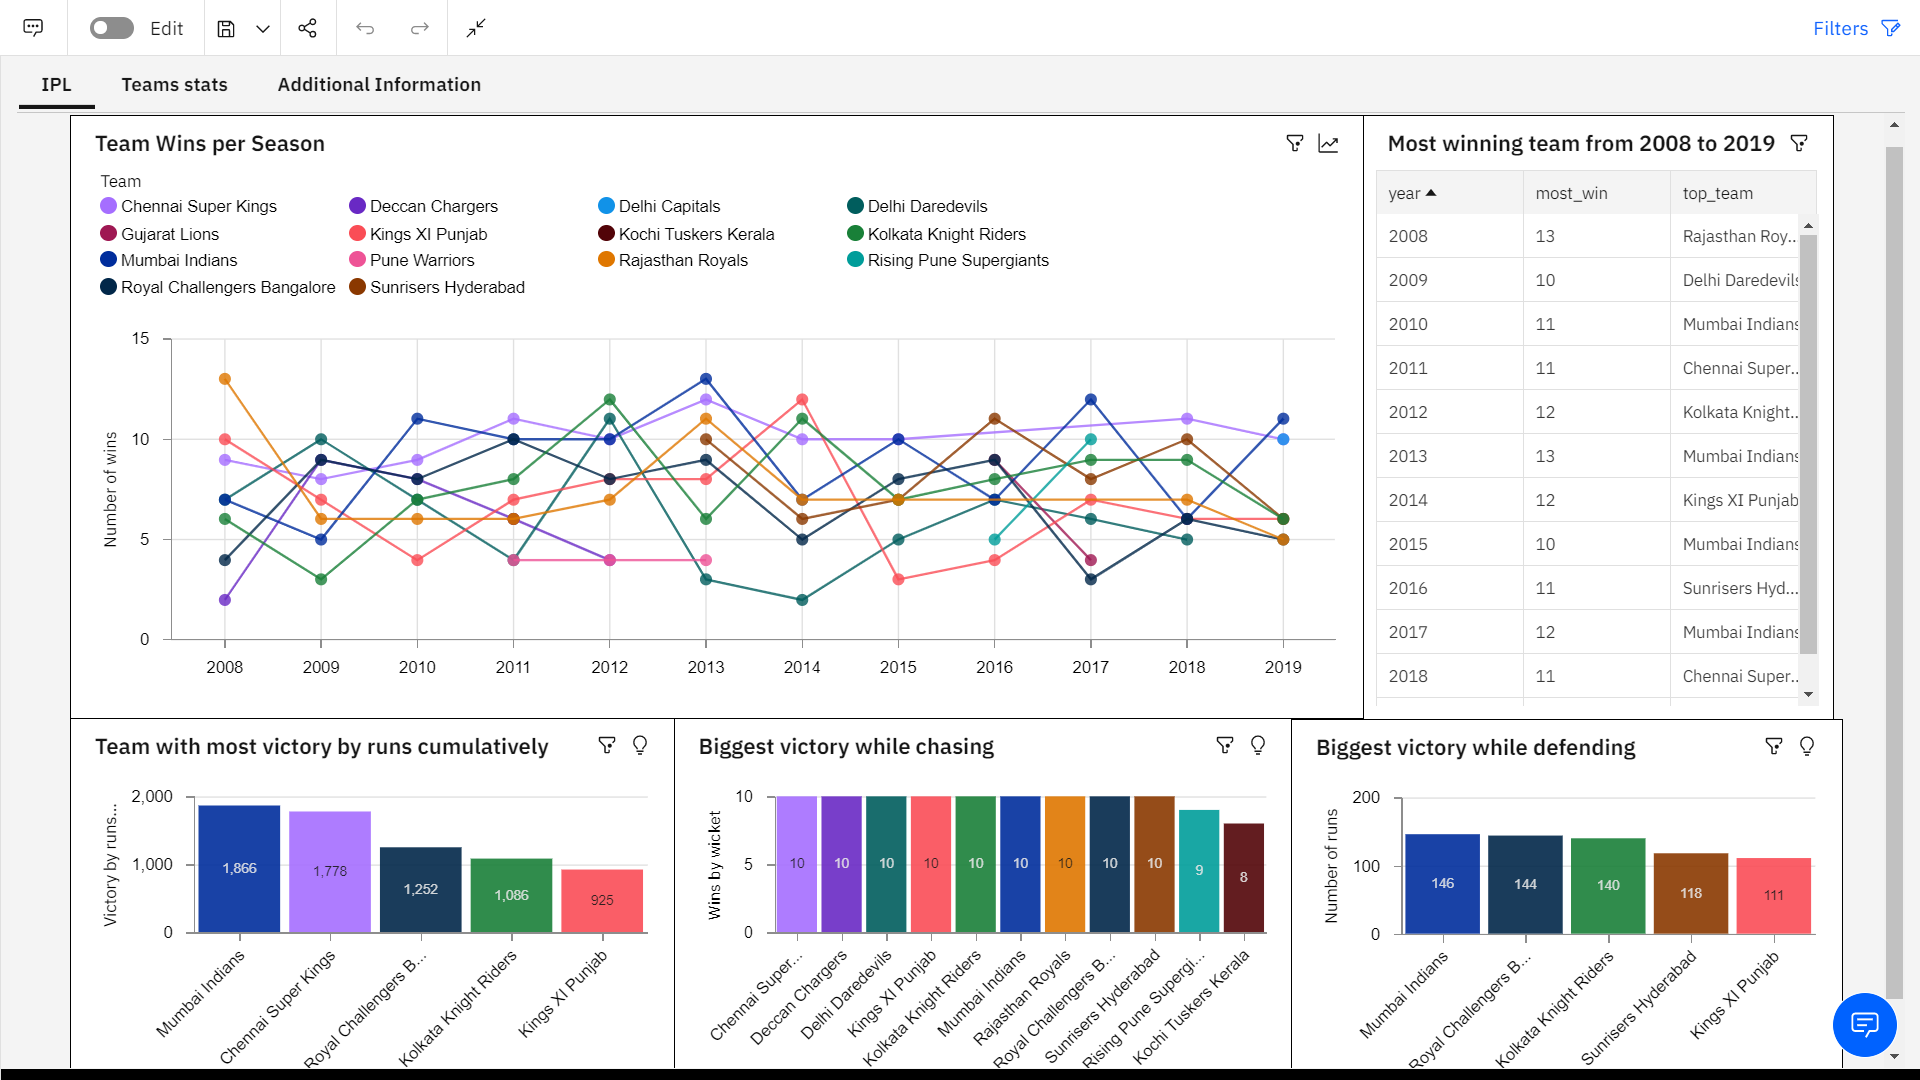 Edit
Filters
IPL Teams stats Additional Information
Team Wins per Season
Team
Chennai Super Kings Deccan Chargers Delhi Capitals Delhi Daredevils
Gujarat Lions Kings XI Punjab Kochi Tuskers Kerala Kolkata Knight Riders
Mumbai Indians Pune Warriors Rajasthan Royals Rising Pune Supergiants
Royal Challengers Bangalore Sunrisers Hyderabad
Number of wins
15
10
5
0
2008 2009 2010 2011 2012 2013 2014 2015 2016 2017 2018 2019
Most winning team from 2008 to 2019
year most_win top_team
2008 13 Rajasthan Roy...
2009 10 Delhi Daredevils
2010 11 Mumbai Indians
2011 11 Chennai Super...
2012 12 Kolkata Knight...
2013 13 Mumbai Indians
2014 12 Kings XI Punjab
2015 10 Mumbai Indians
2016 11 Sunrisers Hyd...
2017 12 Mumbai Indians
2018 11 Chennai Super...
Team with most victory by runs cumulatively
Victory by runs...
2,000
1,000
0
1,866 1,778 1,252 1,086 925
Mumbai Indians Chennai Super Kings Royal Challengers B... Kolkata Knight Riders Kings XI Punjab
Biggest victory while chasing
Wins by wicket
10
5
0
10 10 10 10 10 10 10 10 10 9 8
Chennai Super... Deccan Chargers Delhi Daredevils Kings XI Punjab Kolkata Knight Riders Mumbai Indians Rajasthan Royals Royal Challengers B... Sunrisers Hyderabad Rising Pune Supergi... Kochi Tuskers Kerala
Biggest victory while defending
Number of runs
200
100
0
146 144 140 118 111
Mumbai Indians Royal Challengers B... Kolkata Knight Riders Sunrisers Hyderabad Kings XI Punjab